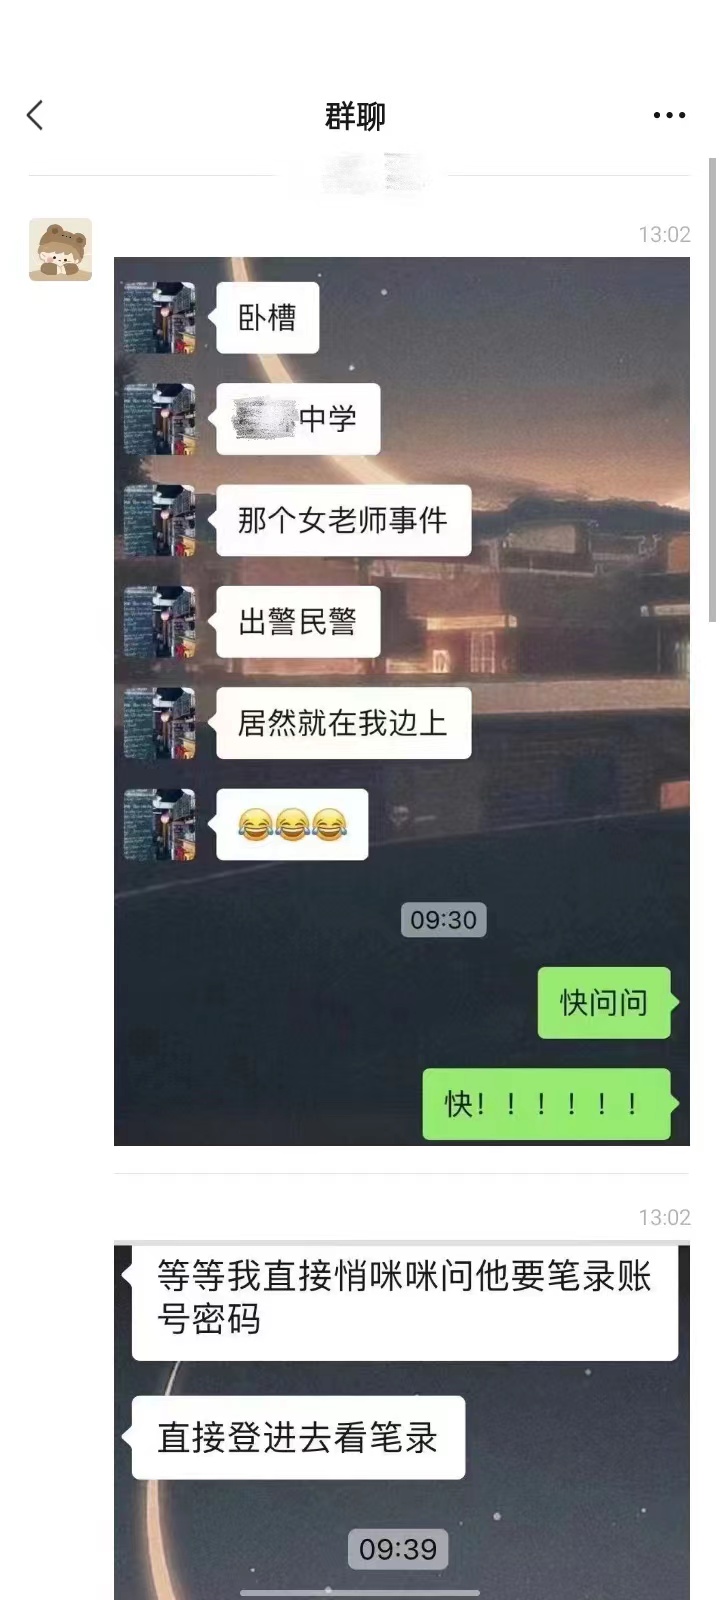 群聊
13:02
卧槽
中学
那个女老师事件
出警民警
居然就在我边上
😂😂😂
09:30
快问问
快！！！！！！
13:02
等等我直接悄咪咪问他要笔录账
号密码
直接登进去看笔录
09:39